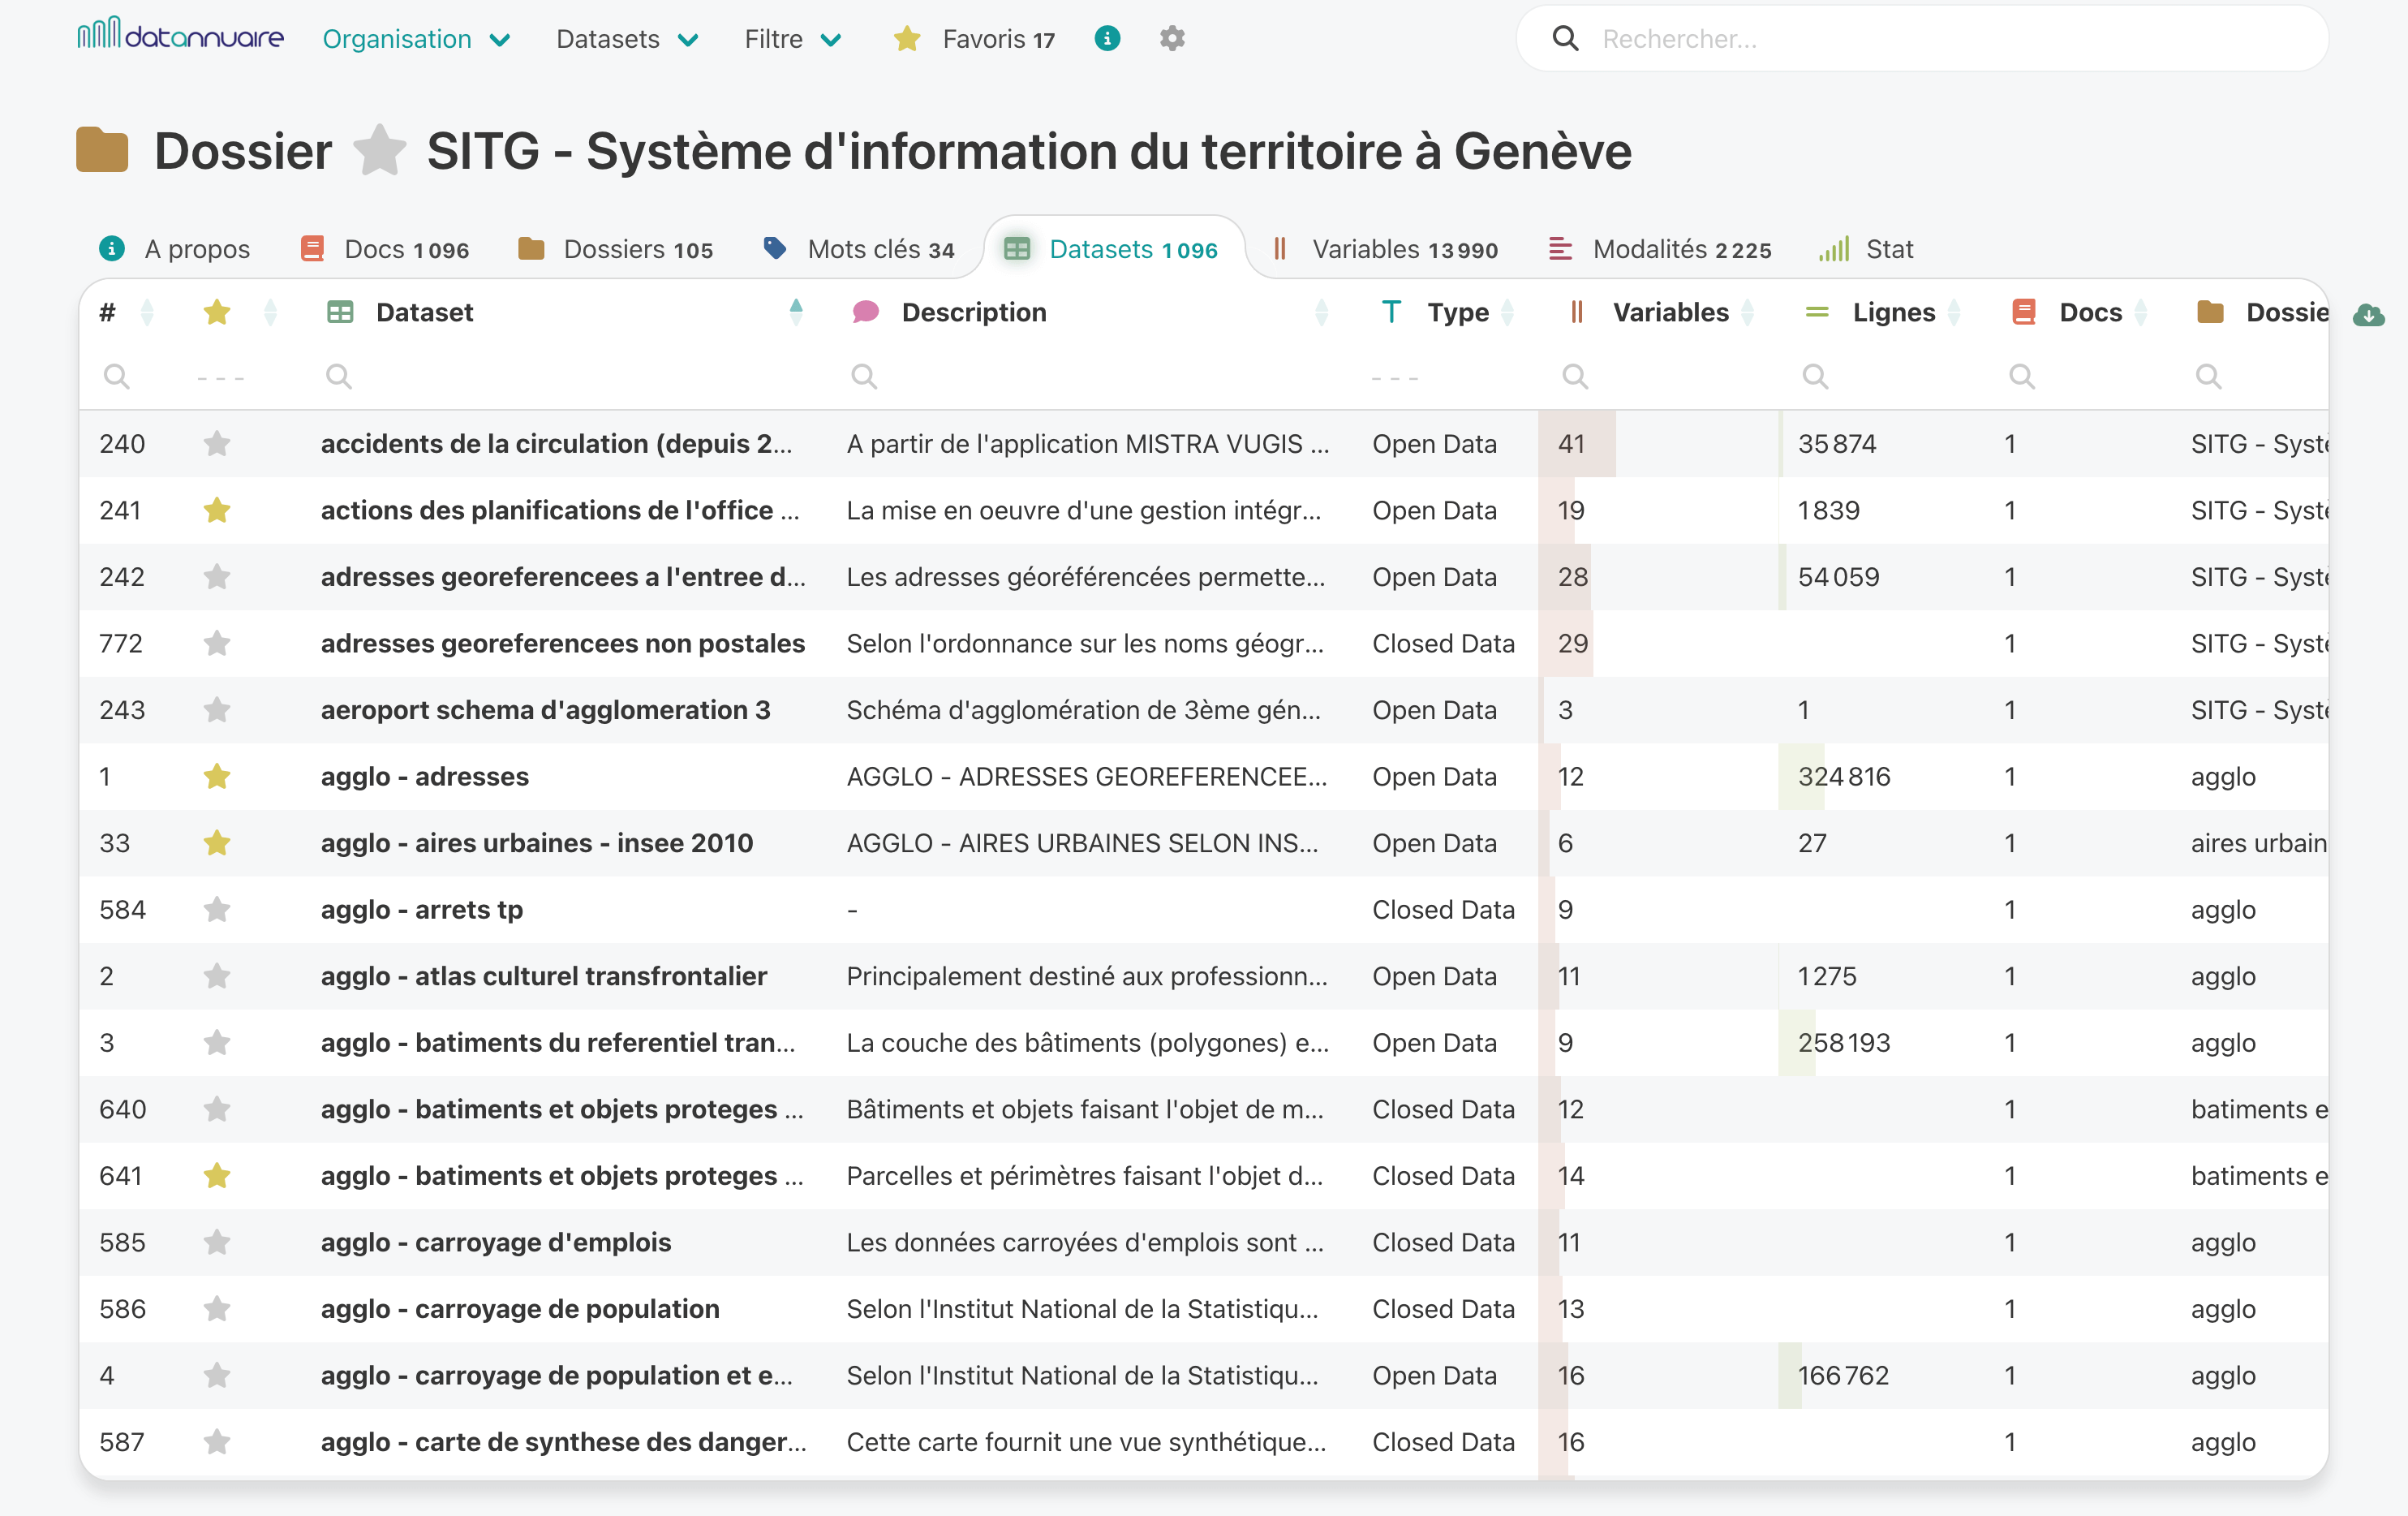 datannuaire Organisation Datasets Filtre Favoris 17 Rechercher...
Dossier SITG - Système d'information du territoire à Genève
A propos Docs 1 096 Dossiers 105 Mots clés 34 Datasets 1 096 Variables 13 990 Modalités 2 225 Stat
# Dataset Description Type Variables Lignes Docs Dossie
--- ---
240 accidents de la circulation (depuis 2... A partir de l'application MISTRA VUGIS ... Open Data 41 35 874 1 SITG - Systè
241 actions des planifications de l'office ... La mise en oeuvre d'une gestion intégr... Open Data 19 1 839 1 SITG - Systè
242 adresses georeferencees a l'entree d... Les adresses géoréférencées permette... Open Data 28 54 059 1 SITG - Systè
772 adresses georeferencees non postales Selon l'ordonnance sur les noms géogr... Closed Data 29 1 SITG - Systè
243 aeroport schema d'agglomeration 3 Schéma d'agglomération de 3ème gén... Open Data 3 1 1 SITG - Systè
1 agglo - adresses AGGLO - ADRESSES GEOREFERENCEE... Open Data 12 324 816 1 agglo
33 agglo - aires urbaines - insee 2010 AGGLO - AIRES URBAINES SELON INS... Open Data 6 27 1 aires urbain
584 agglo - arrets tp - Closed Data 9 1 agglo
2 agglo - atlas culturel transfrontalier Principalement destiné aux professionn... Open Data 11 1 275 1 agglo
3 agglo - batiments du referentiel tran... La couche des bâtiments (polygones) e... Open Data 9 258 193 1 agglo
640 agglo - batiments et objets proteges ... Bâtiments et objets faisant l'objet de m... Closed Data 12 1 batiments e
641 agglo - batiments et objets proteges ... Parcelles et périmètres faisant l'objet d... Closed Data 14 1 batiments e
585 agglo - carroyage d'emplois Les données carroyées d'emplois sont ... Closed Data 11 1 agglo
586 agglo - carroyage de population Selon l'Institut National de la Statistiqu... Closed Data 13 1 agglo
4 agglo - carroyage de population et e... Selon l'Institut National de la Statistiqu... Open Data 16 166 762 1 agglo
587 agglo - carte de synthese des danger... Cette carte fournit une vue synthétique... Closed Data 16 1 agglo